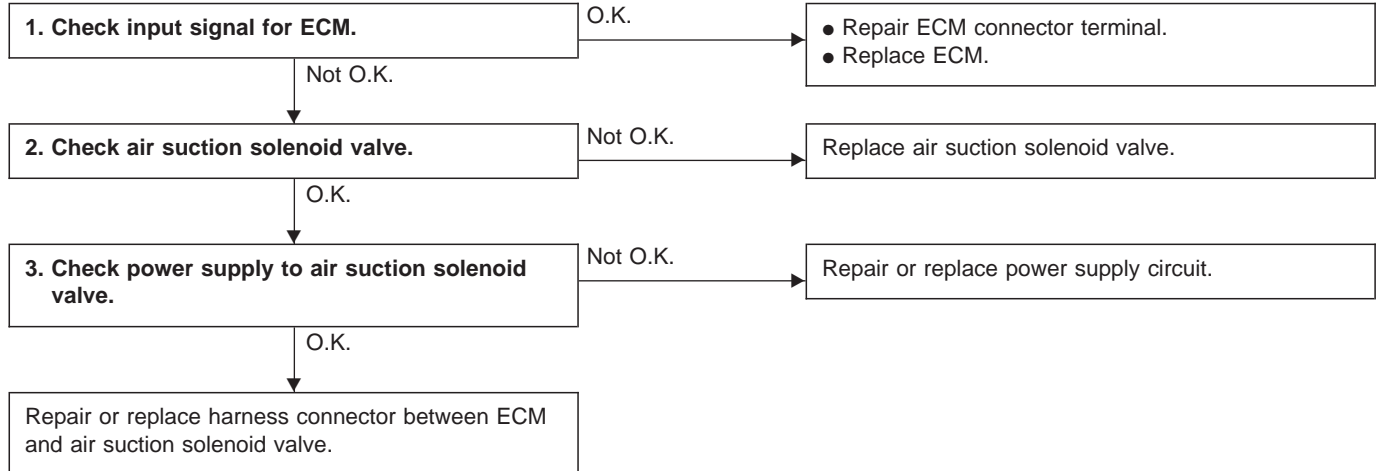 1. Check input signal for ECM.
O.K.
● Repair ECM connector terminal.
● Replace ECM.
Not O.K.
2. Check air suction solenoid valve.
Not O.K.
Replace air suction solenoid valve.
O.K.
3. Check power supply to air suction solenoid
valve.
Not O.K.
Repair or replace power supply circuit.
O.K.
Repair or replace harness connector between ECM
and air suction solenoid valve.